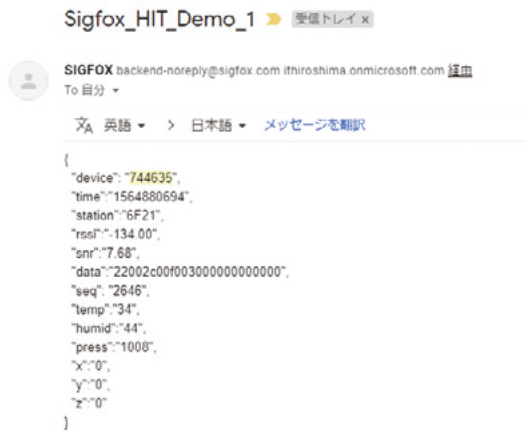 Sigfox_HIT_Demo_1 受信トレイ x
SIGFOX backend-noreply@sigfox.com ithiroshima.onmicrosoft.com 経由
To 自分
文A 英語 > 日本語 メッセージを翻訳
{
"device": "744635",
"time":"1564880694",
"station":"6F21",
"rssi":"-134.00",
"snr":"7.68",
"data":"22002c00f003000000000000",
"seq": "2646",
"temp":"34",
"humid":"44",
"press":"1008",
"x":"0",
"y":"0",
"z":"0"
}